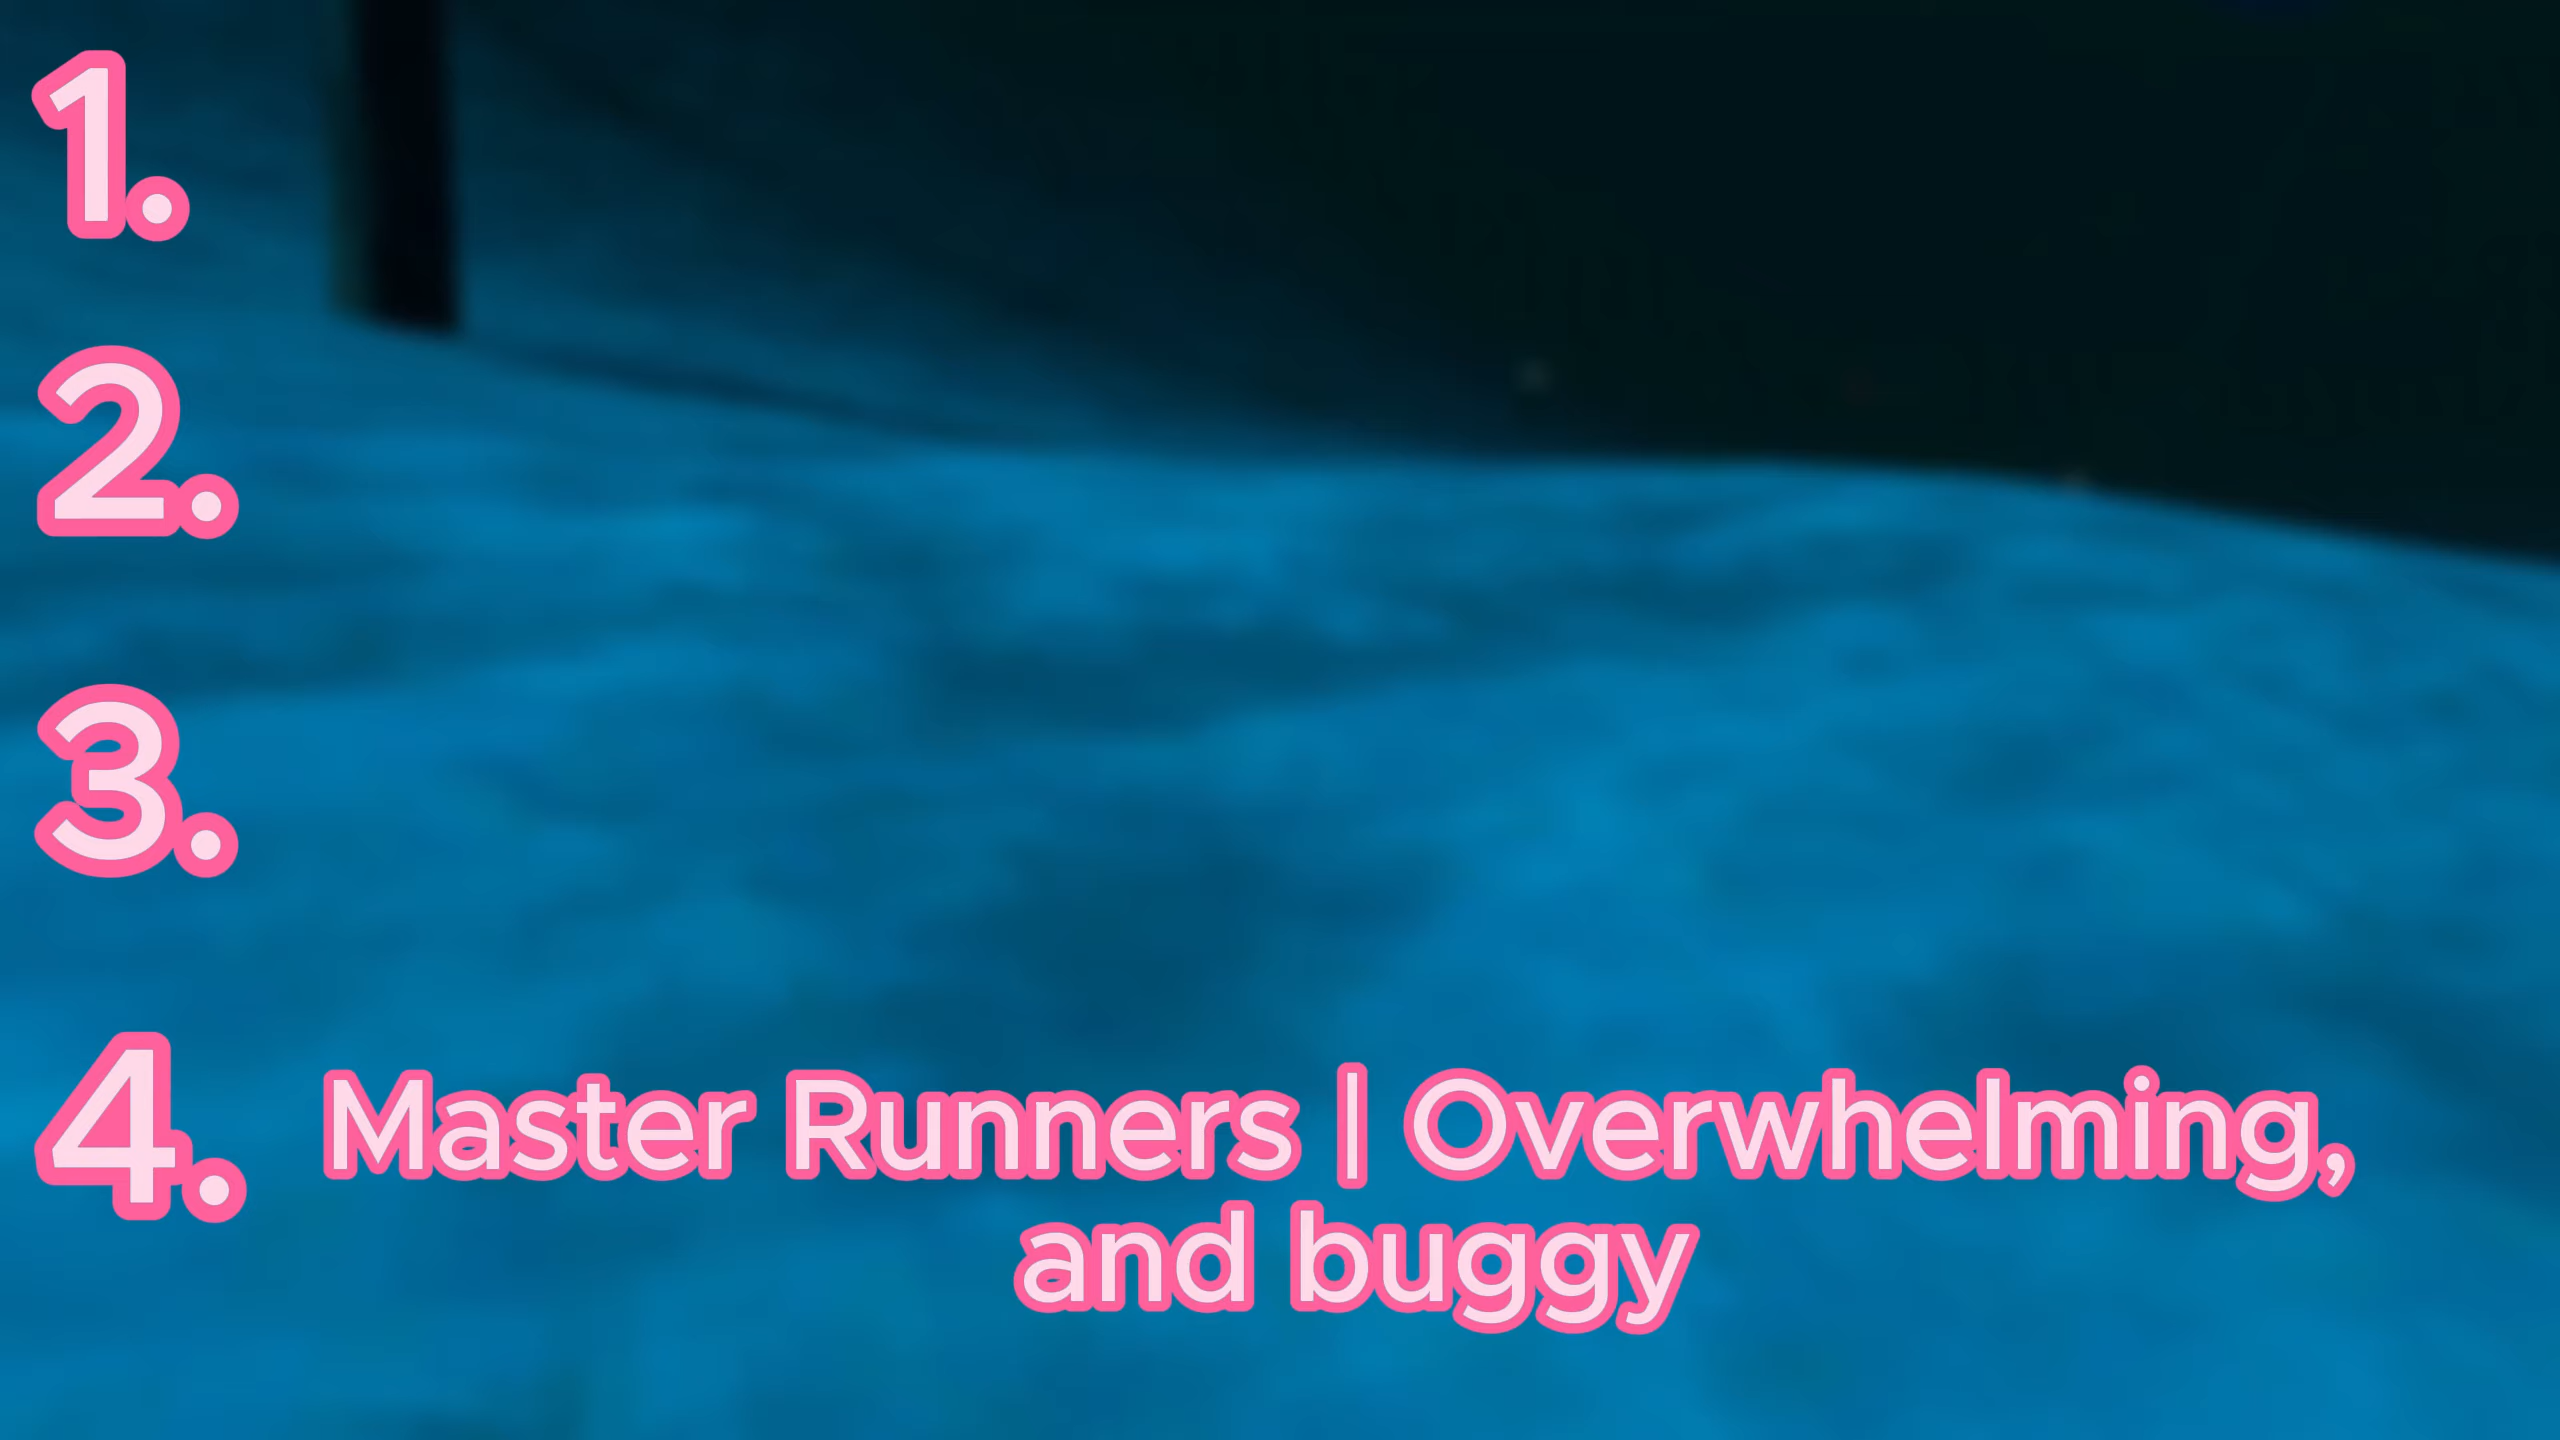 1.
2.
3.
4. Master Runners | Overwhelming,
and buggy